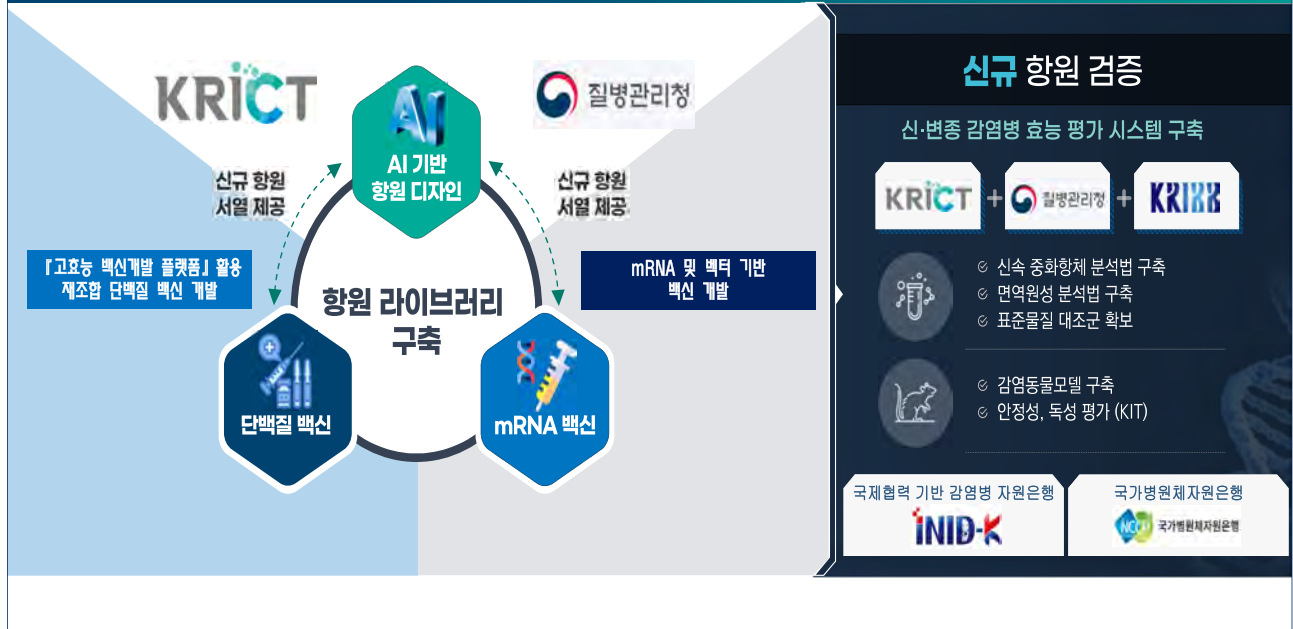 KRICT
질병관리청
AI
AI 기반
항원 디자인
신규 항원
서열 제공
신규 항원
서열 제공
『고효능 백신개발 플랫폼』 활용
재조합 단백질 백신 개발
mRNA 및 벡터 기반
백신 개발
항원 라이브러리
구축
단백질 백신
mRNA 백신
신규 항원 검증
신·변종 감염병 효능 평가 시스템 구축
KRICT + 질병관리청 +
신속 중화항체 분석법 구축
면역원성 분석법 구축
표준물질 대조군 확보
감염동물모델 구축
안정성, 독성 평가 (KIT)
국제협력 기반 감염병 자원은행
iNID-K
국가병원체자원은행
국가병원체자원은행